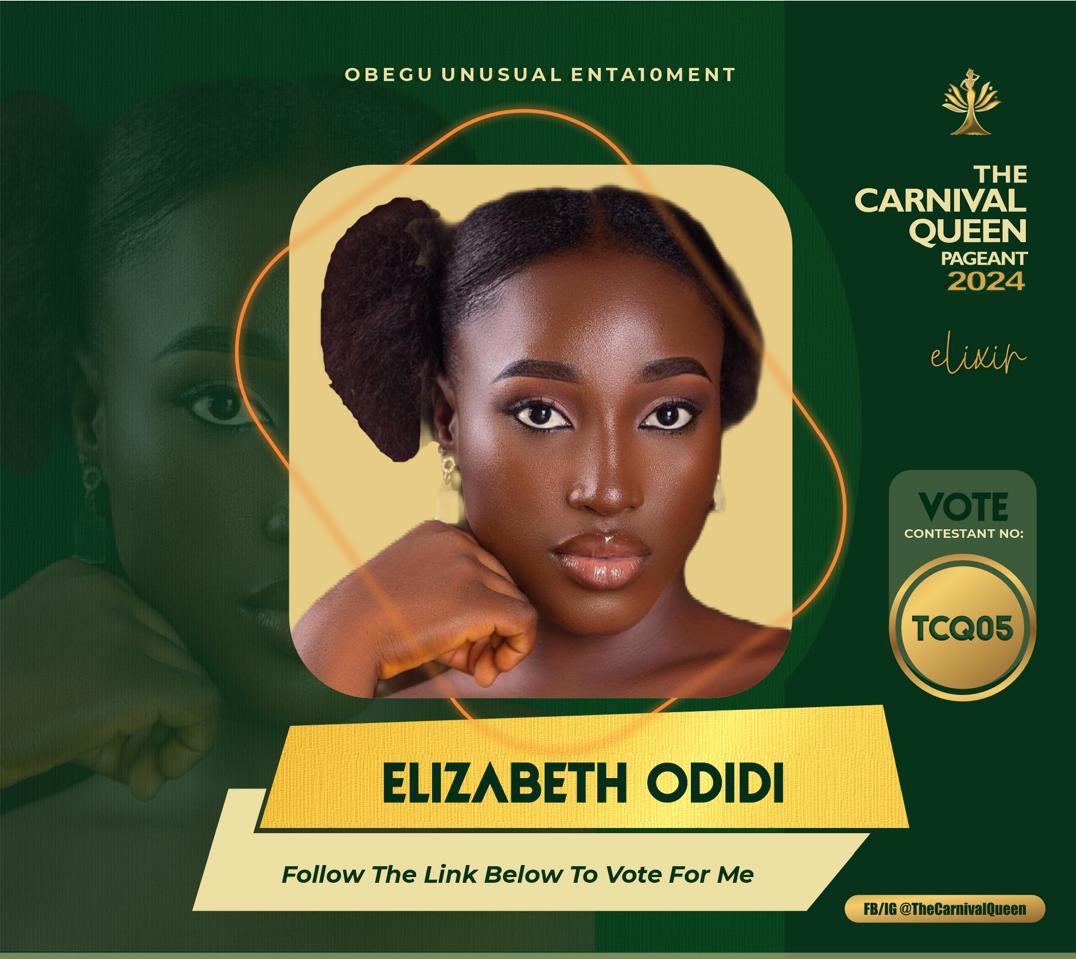 OBEGU UNUSUAL ENTA10MENT
THE
CARNIVAL
QUEEN
PAGEANT
2024
elixir
VOTE
CONTESTANT NO:
TCQ05
ELIZABETH ODIDI
Follow The Link Below To Vote For Me
FB/IG @TheCarnivalQueen